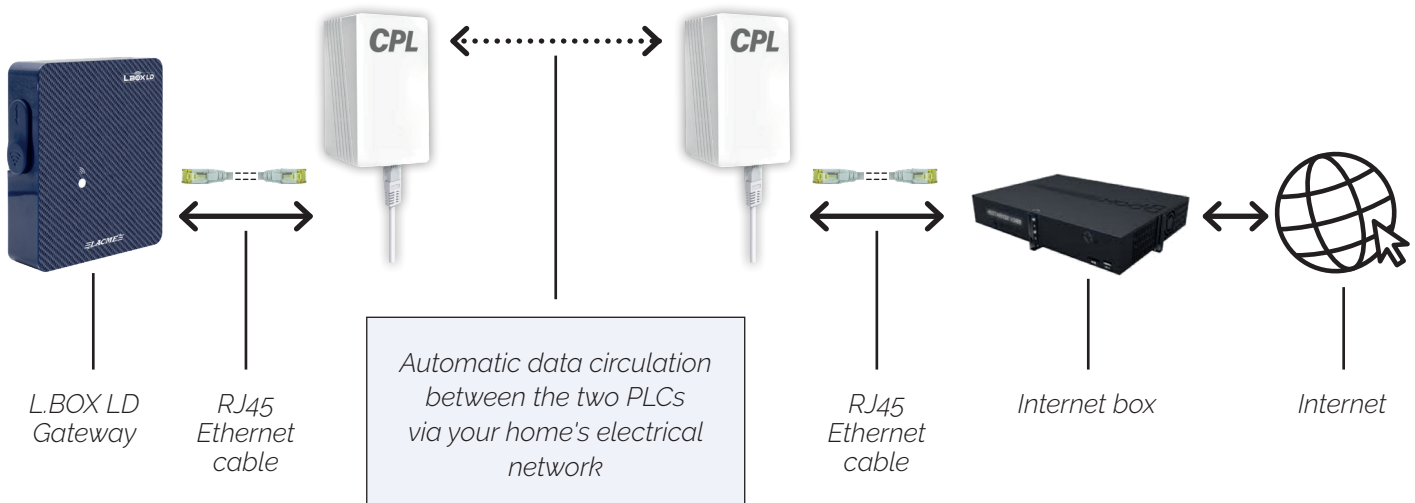 CPL
CPL
L.BOX LD
LACME
Automatic data circulation
between the two PLCs
via your home's electrical
network
L.BOX LD
Gateway
RJ45
Ethernet
cable
RJ45
Ethernet
cable
Internet box
Internet